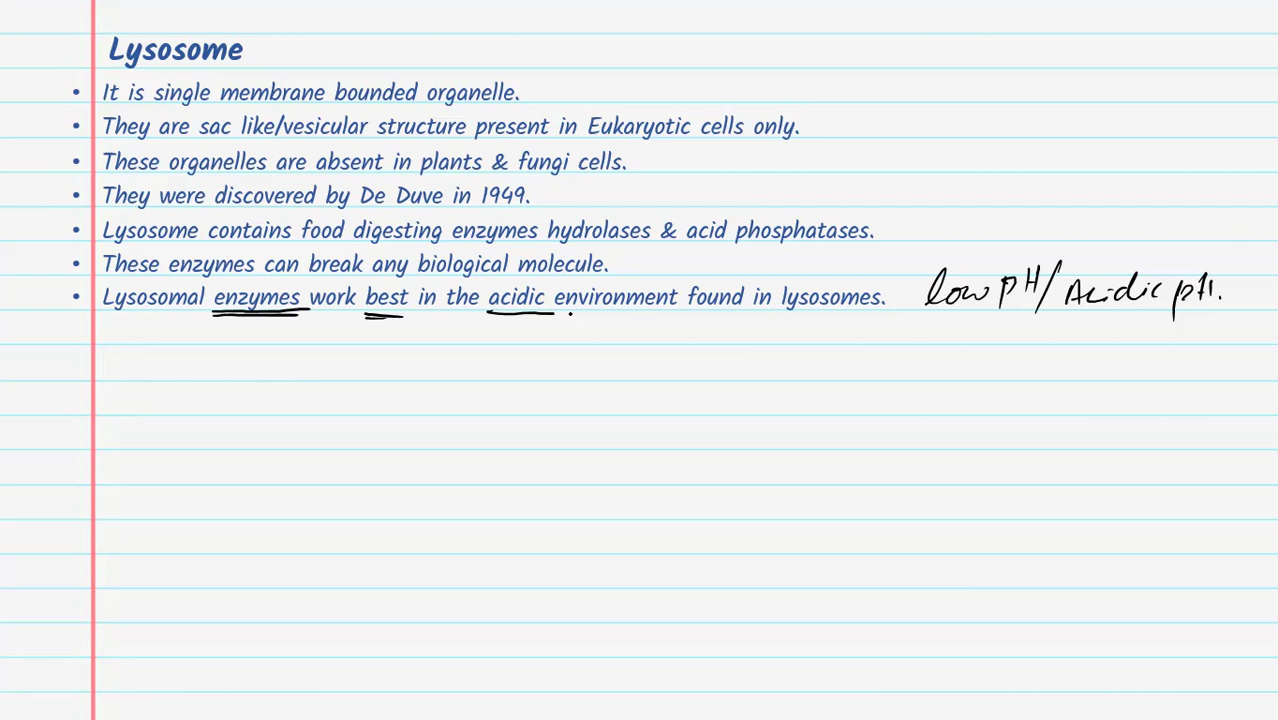 Lysosome
• It is single membrane bounded organelle.
• They are sac like/vesicular structure present in Eukaryotic cells only.
• These organelles are absent in plants & fungi cells.
• They were discovered by De Duve in 1949.
• Lysosome contains food digesting enzymes hydrolases & acid phosphatases.
• These enzymes can break any biological molecule.
• Lysosomal enzymes work best in the acidic environment found in lysosomes. low PH/Acidic pH.